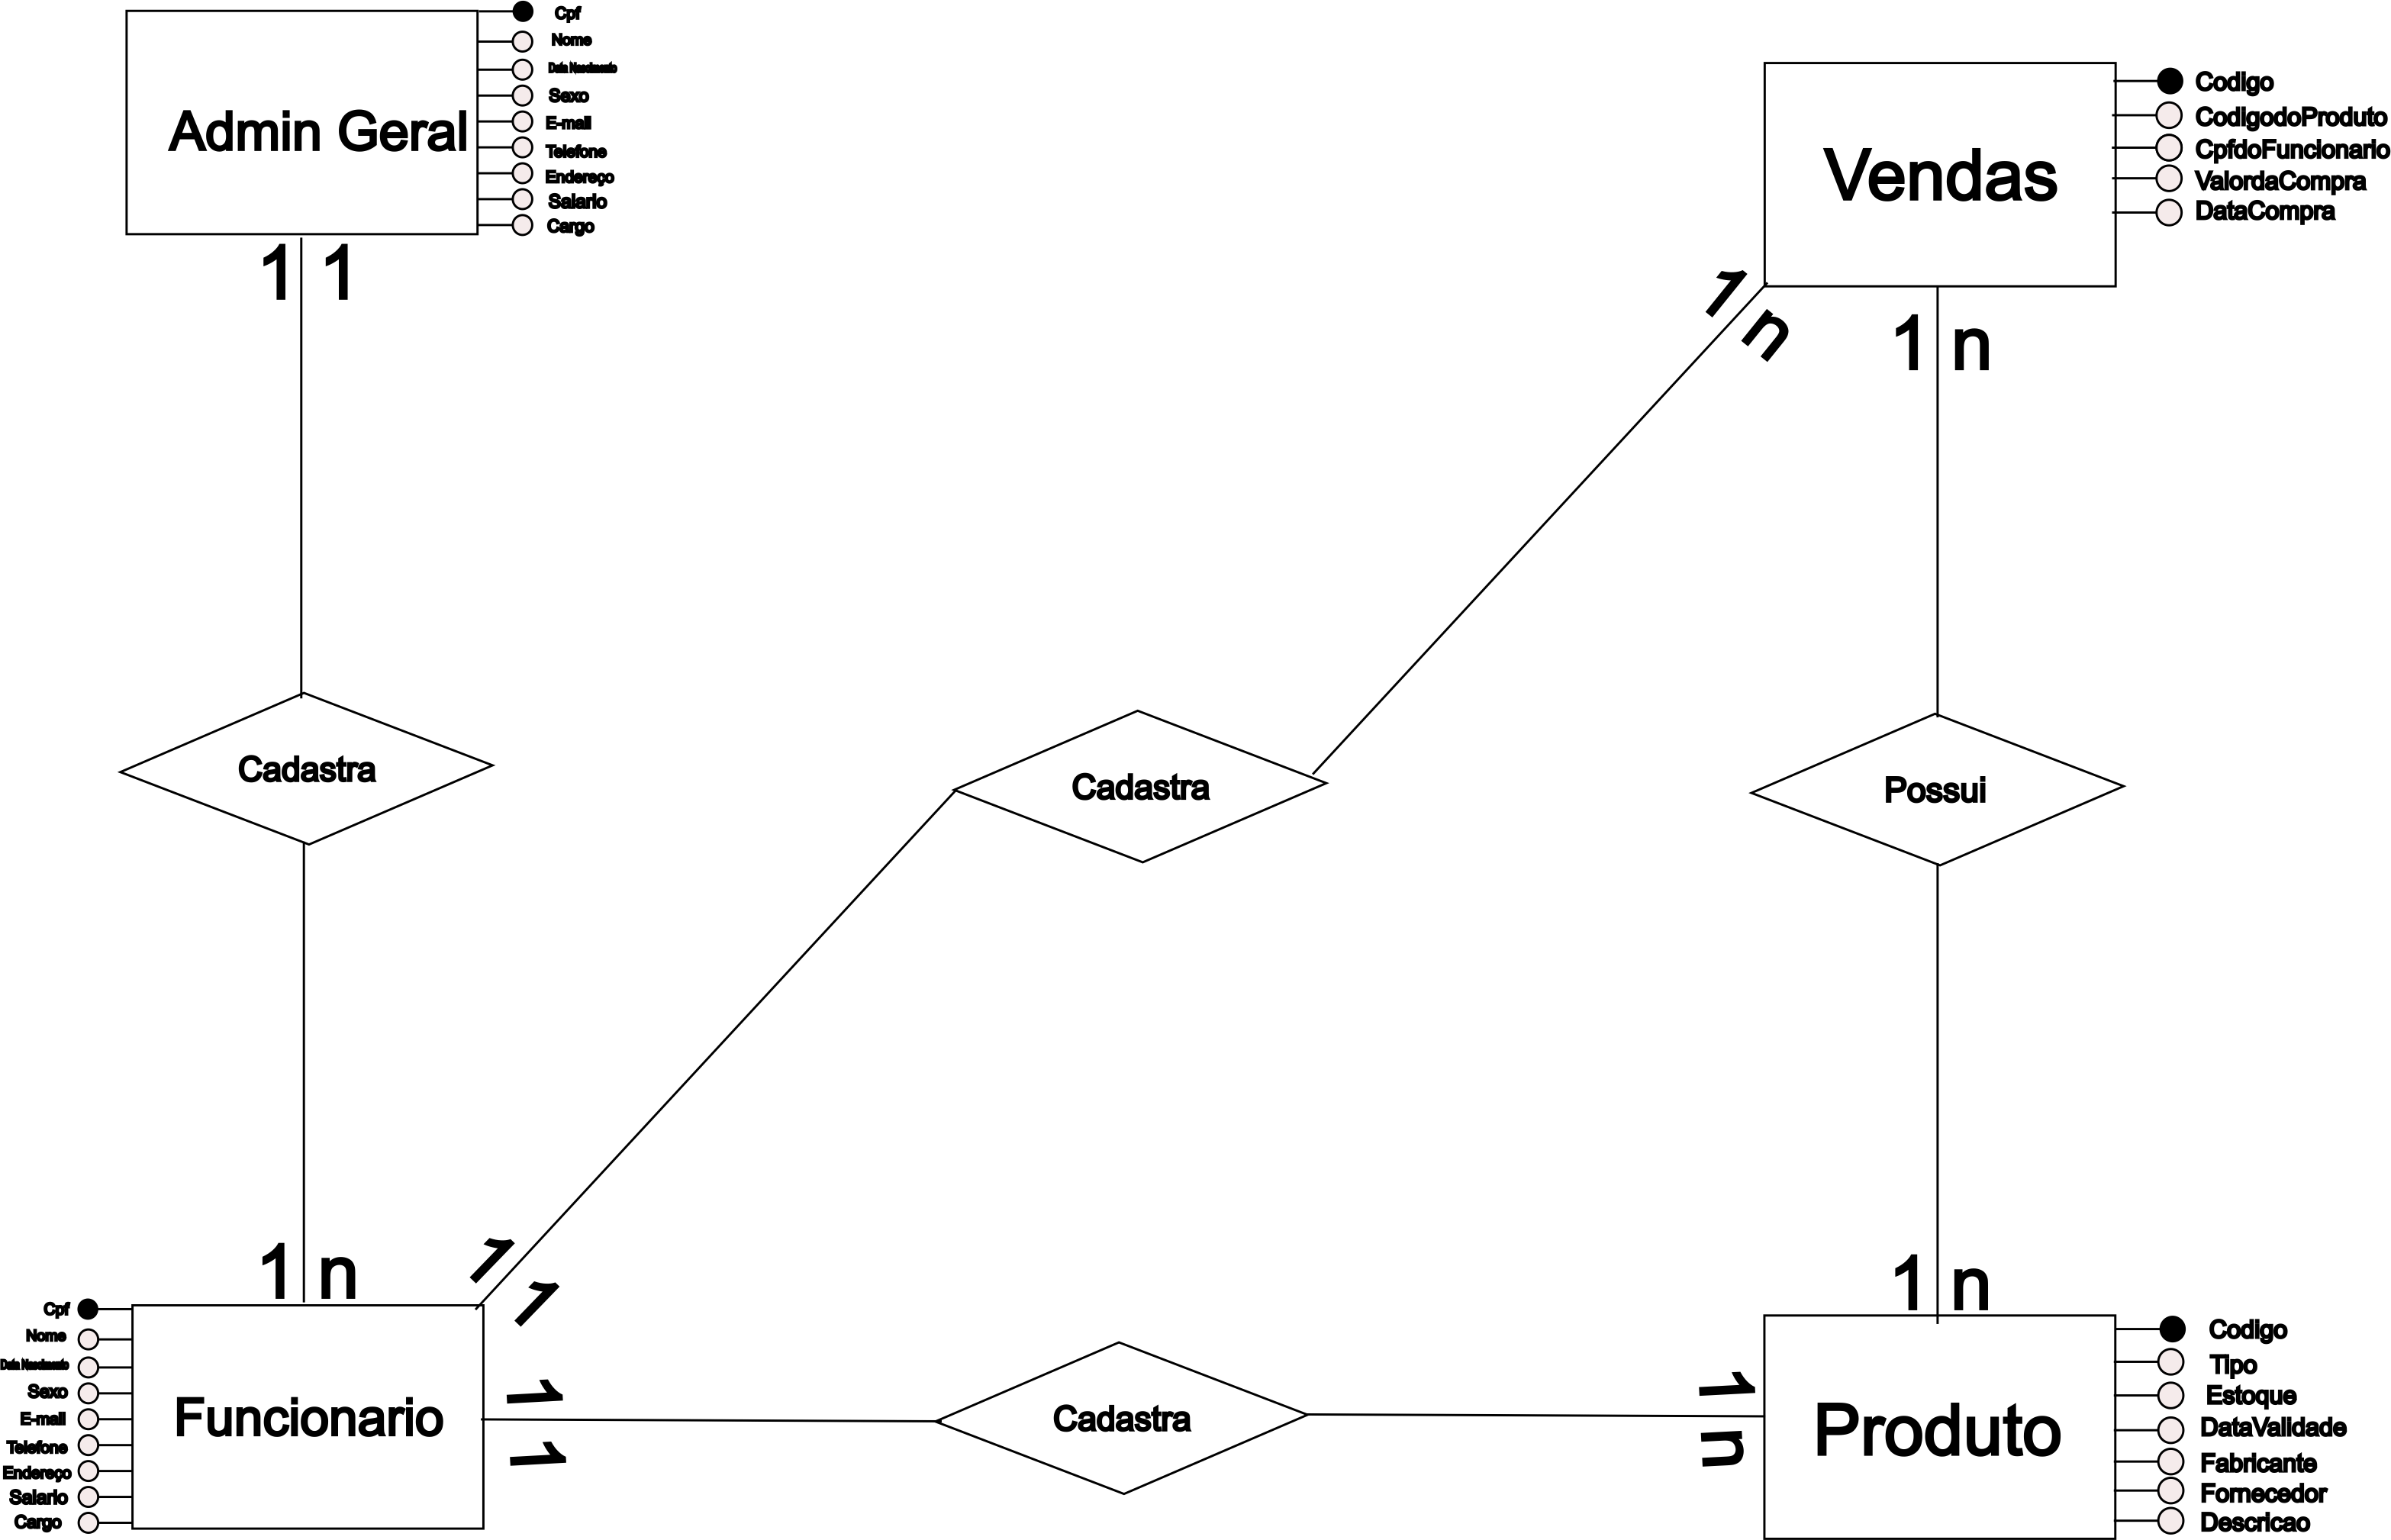 Cpf
Nome
Data Nascimento
Sexo
E-mail
Telefone
Endereço
Salario
Cargo
Admin Geral
1 1
Codigo
CodigodoProduto
CpfdoFuncionario
ValordaCompra
DataCompra
Vendas
1 n
1 n
Cadastra
Cadastra
Possui
1 n
1 1
1 n
Cpf
Nome
Data Nascimento
Sexo
E-mail
Telefone
Endereço
Salario
Cargo
Funcionario
1 1
Cadastra
1 n
Produto
Codigo
Tipo
Estoque
DataValidade
Fabricante
Fornecedor
Descricao